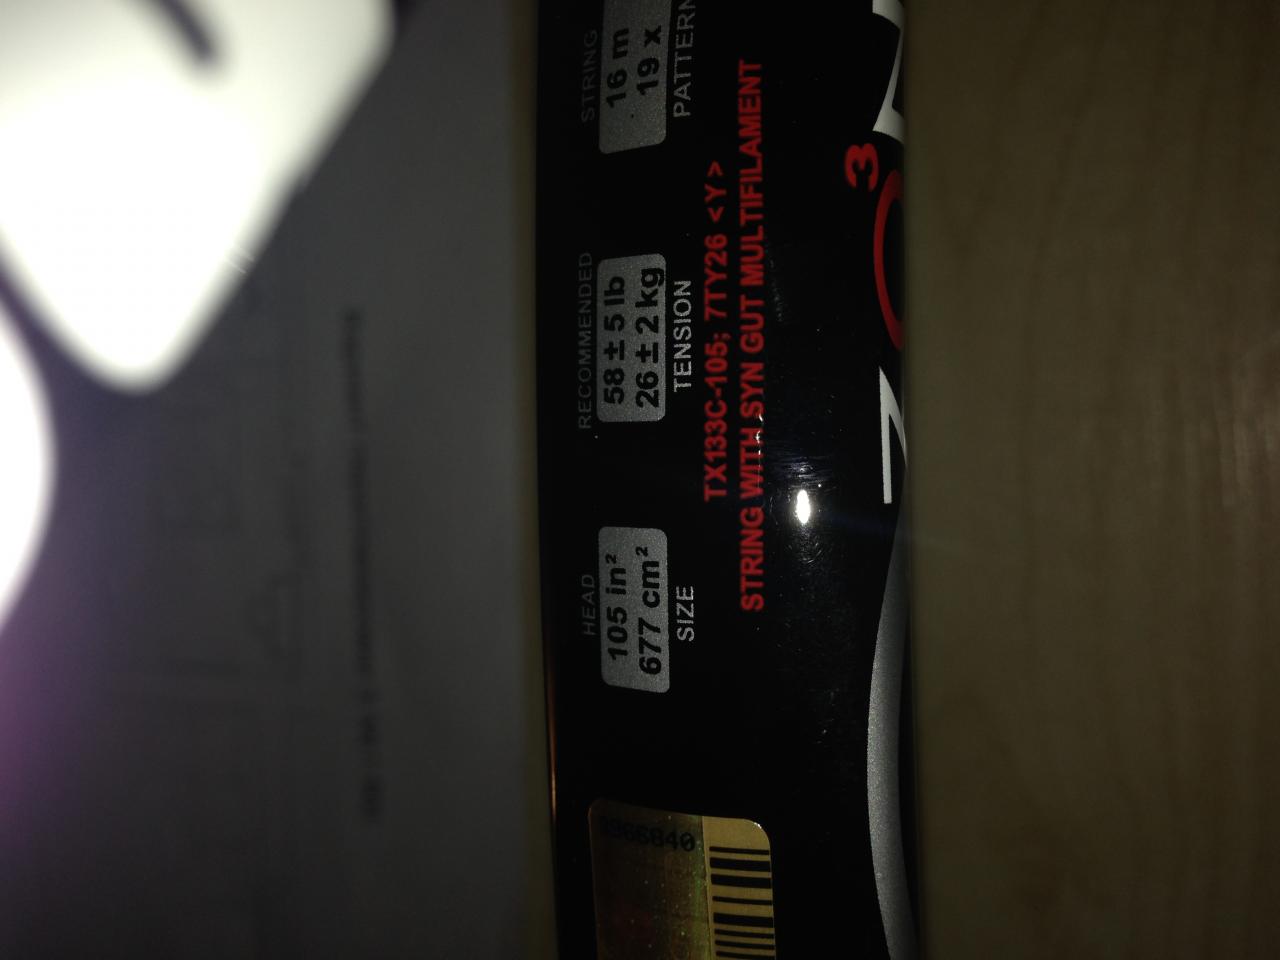 HEAD
105 in²
677 cm²
SIZE
RECOMMENDED
58 ± 5 lb
26 ± 2 kg
TENSION
STRING
16 m
19 x
PATTERN
TX133C-105; 7TY26 <Y>
STRING WITH SYN GUT MULTIFILAMENT
3